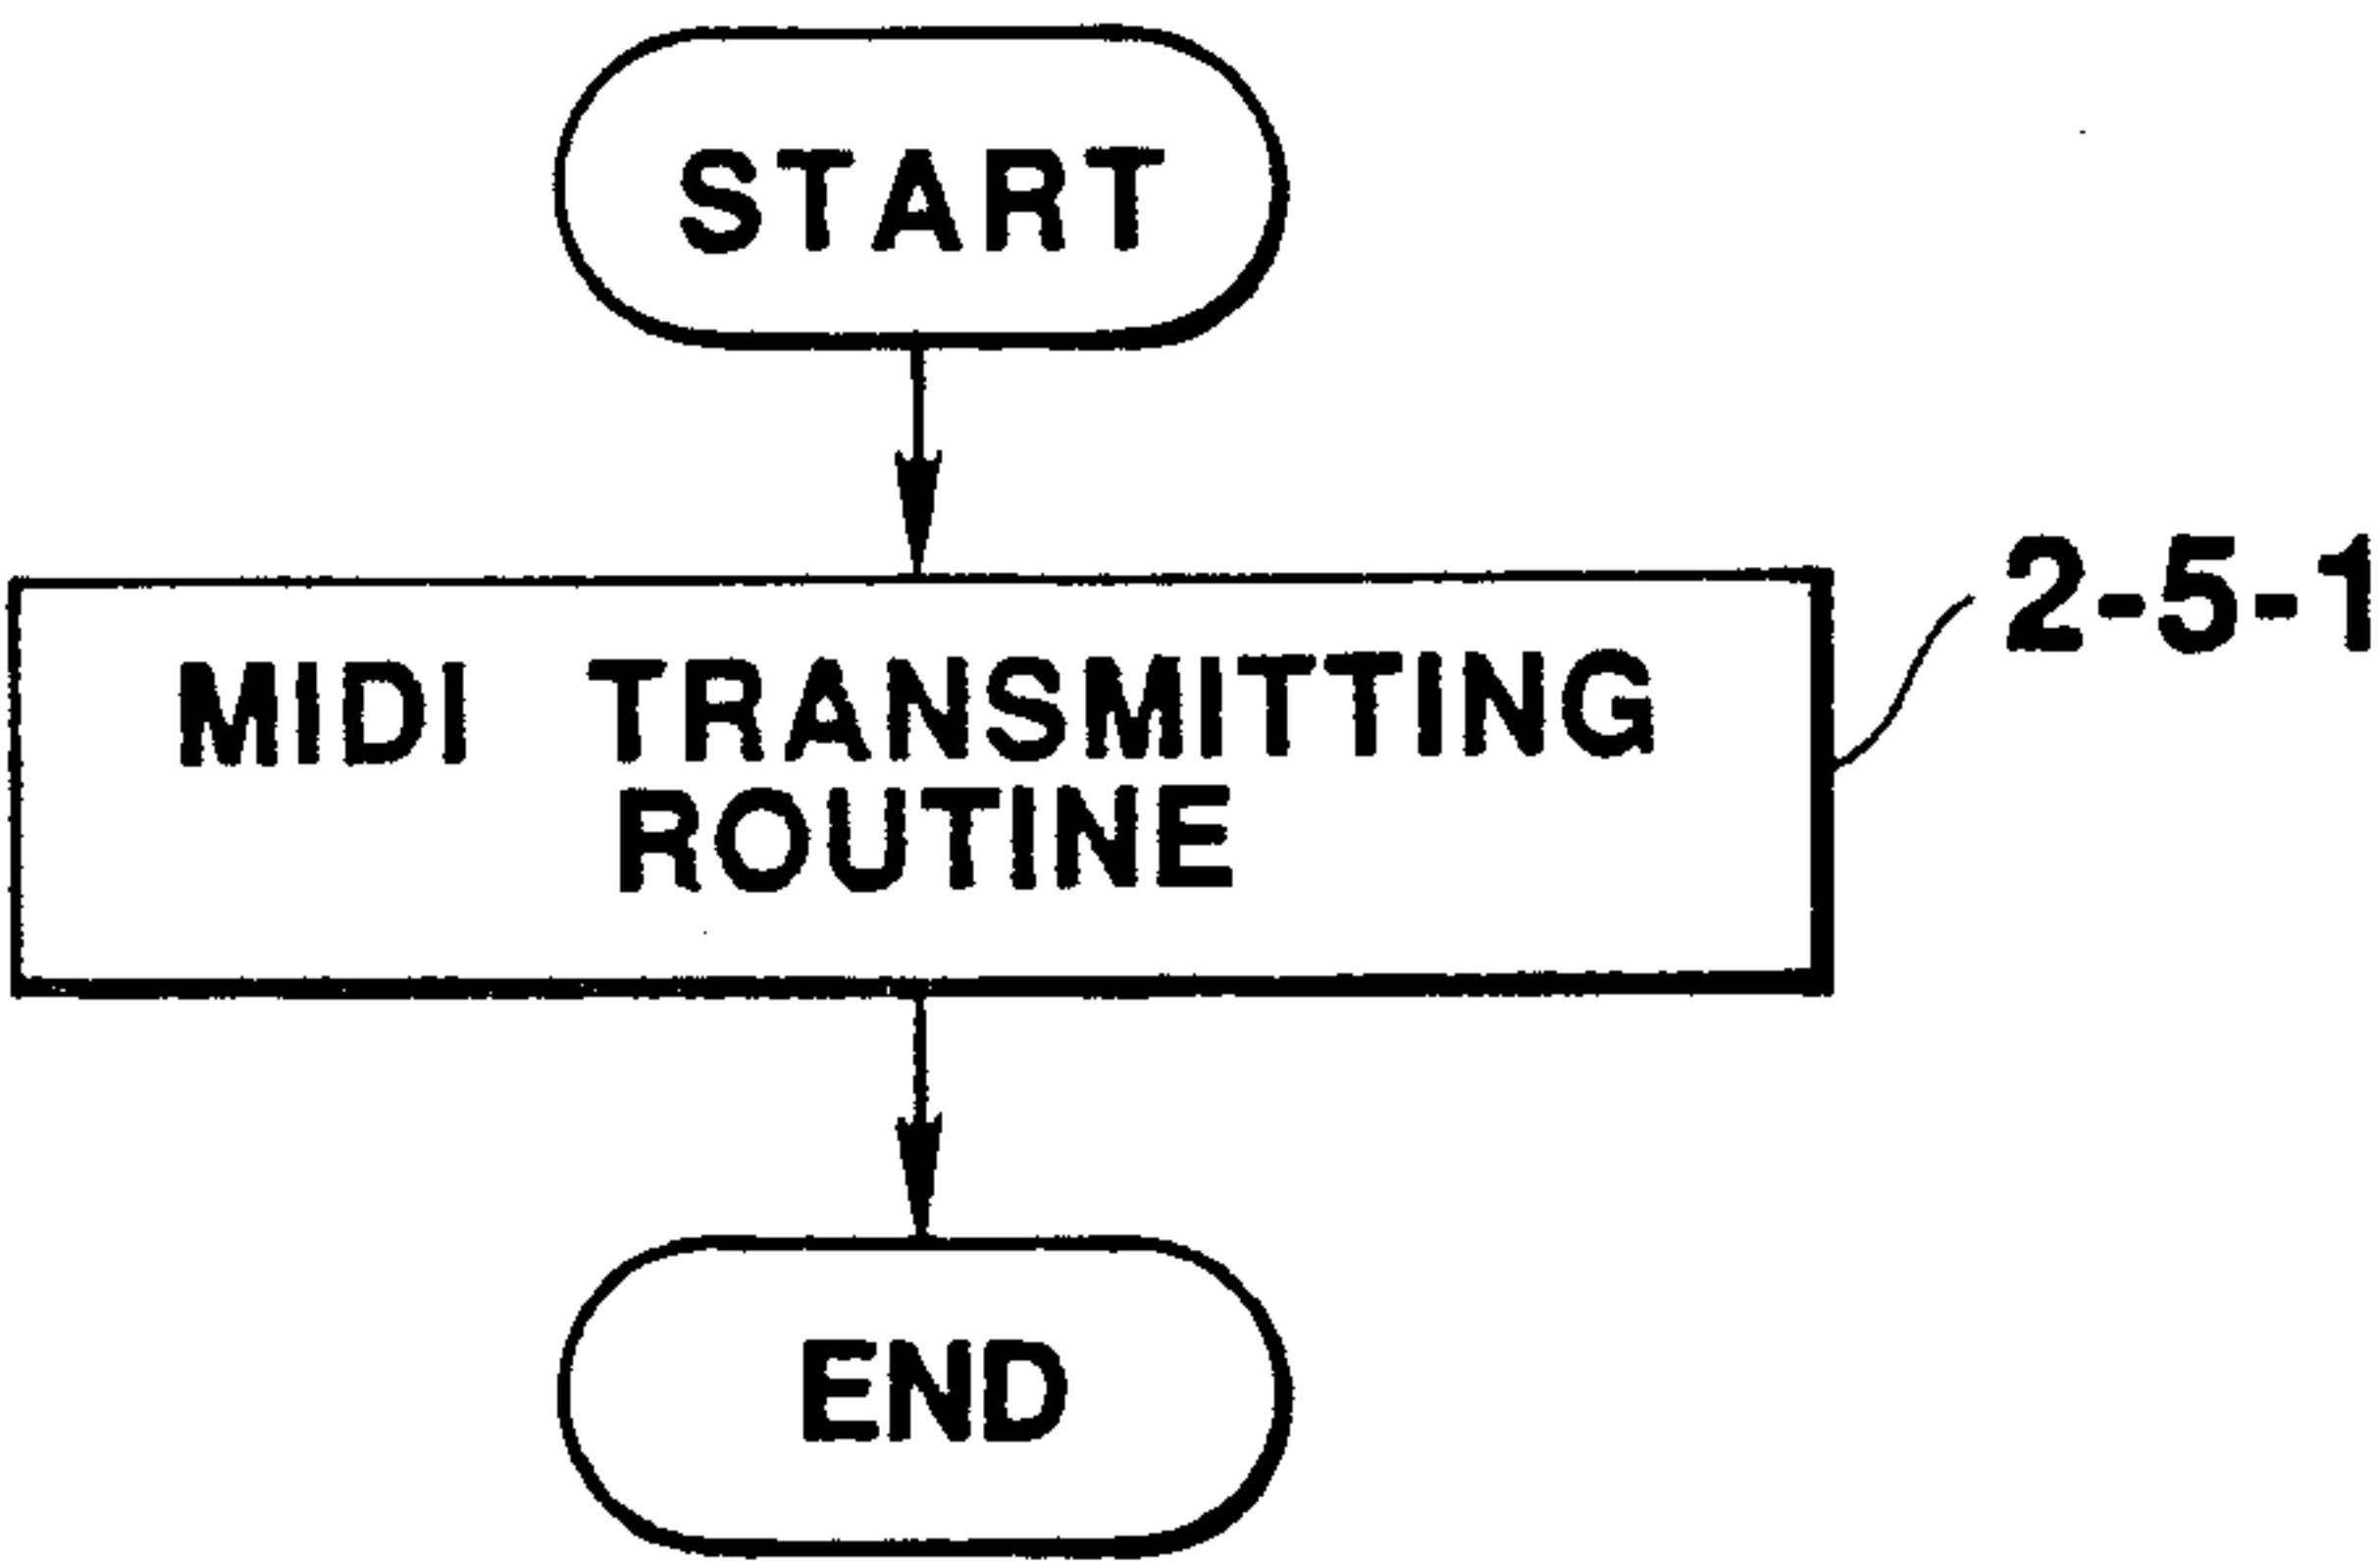 START
2-5-1
MIDI TRANSMITTING
ROUTINE
END